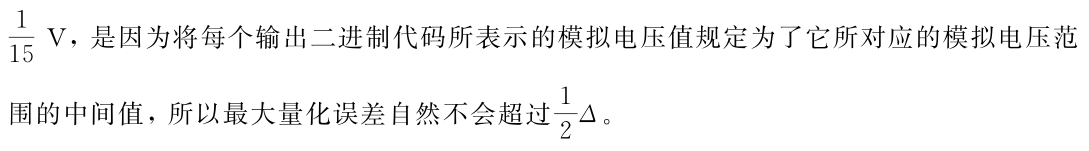 1/15 V，是因为将每个输出二进制代码所表示的模拟电压值规定为了它所对应的模拟电压范
围的中间值，所以最大量化误差自然不会超过1/2Δ。